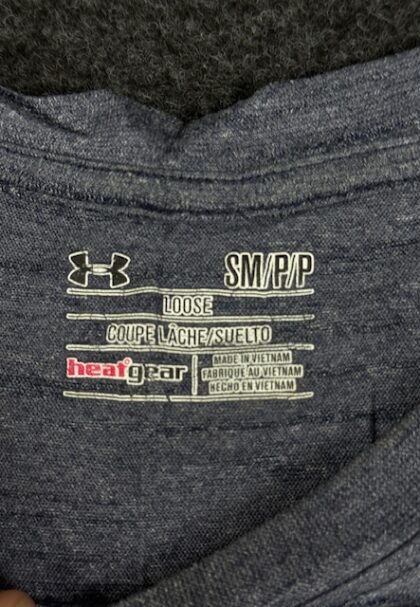 SM/P/P
LOOSE
COUPE LÂCHE/SUELTO
heatgear
MADE IN VIETNAM
FABRIQUÉ AU VIETNAM
HECHO EN VIETNAM